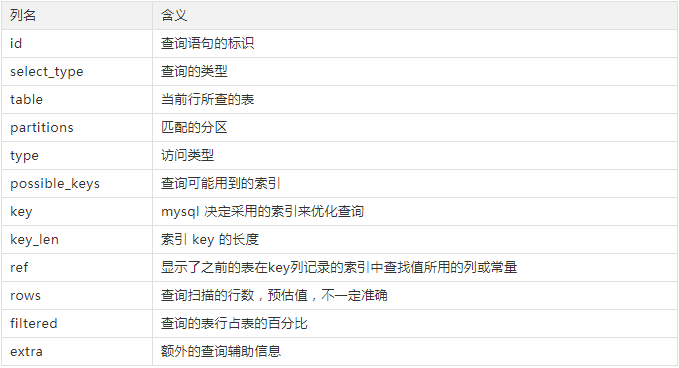 列名 含义
id 查询语句的标识
select_type 查询的类型
table 当前行所查的表
partitions 匹配的分区
type 访问类型
possible_keys 查询可能用到的索引
key mysql 决定采用的索引来优化查询
key_len 索引 key 的长度
ref 显示了之前的表在key列记录的索引中查找值所用的列或常量
rows 查询扫描的行数，预估值，不一定准确
filtered 查询的表行占表的百分比
extra 额外的查询辅助信息